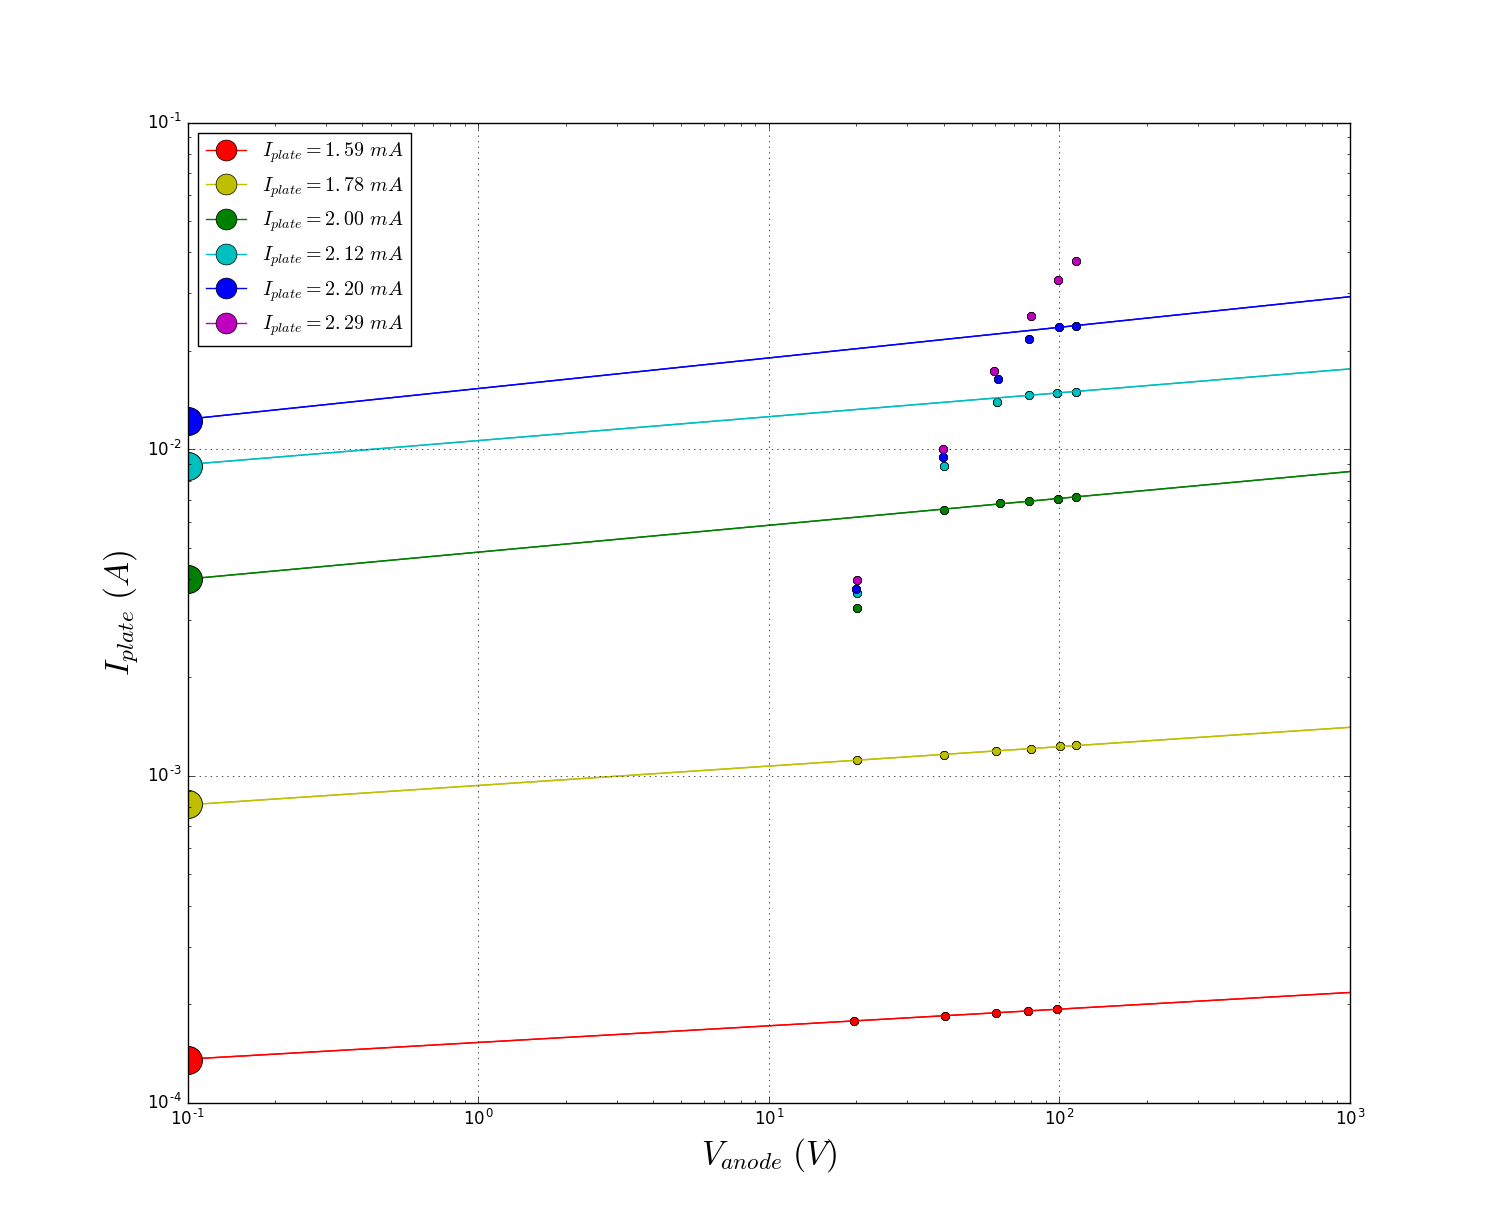 10^-1
I_plate = 1.59 mA
I_plate = 1.78 mA
I_plate = 2.00 mA
I_plate = 2.12 mA
I_plate = 2.20 mA
I_plate = 2.29 mA
10^-2
I_plate (A)
10^-3
10^-4
10^-1 10^0 10^1 10^2 10^3
V_anode (V)